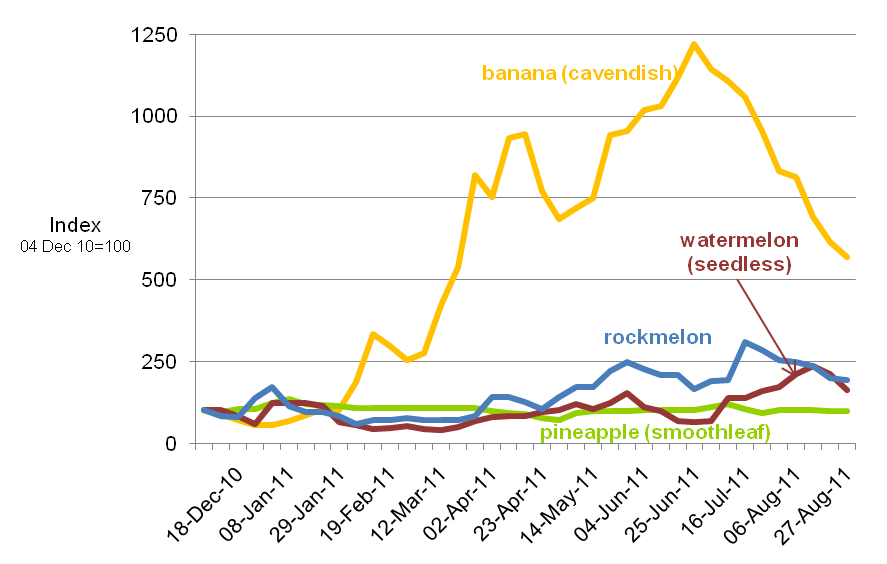 1250
banana (cavendish)
1000
750
Index
04 Dec 10=100
watermelon
(seedless)
500
rockmelon
250
pineapple (smoothleaf)
0
18-Dec-10
08-Jan-11
29-Jan-11
19-Feb-11
12-Mar-11
02-Apr-11
23-Apr-11
14-May-11
04-Jun-11
25-Jun-11
16-Jul-11
06-Aug-11
27-Aug-11